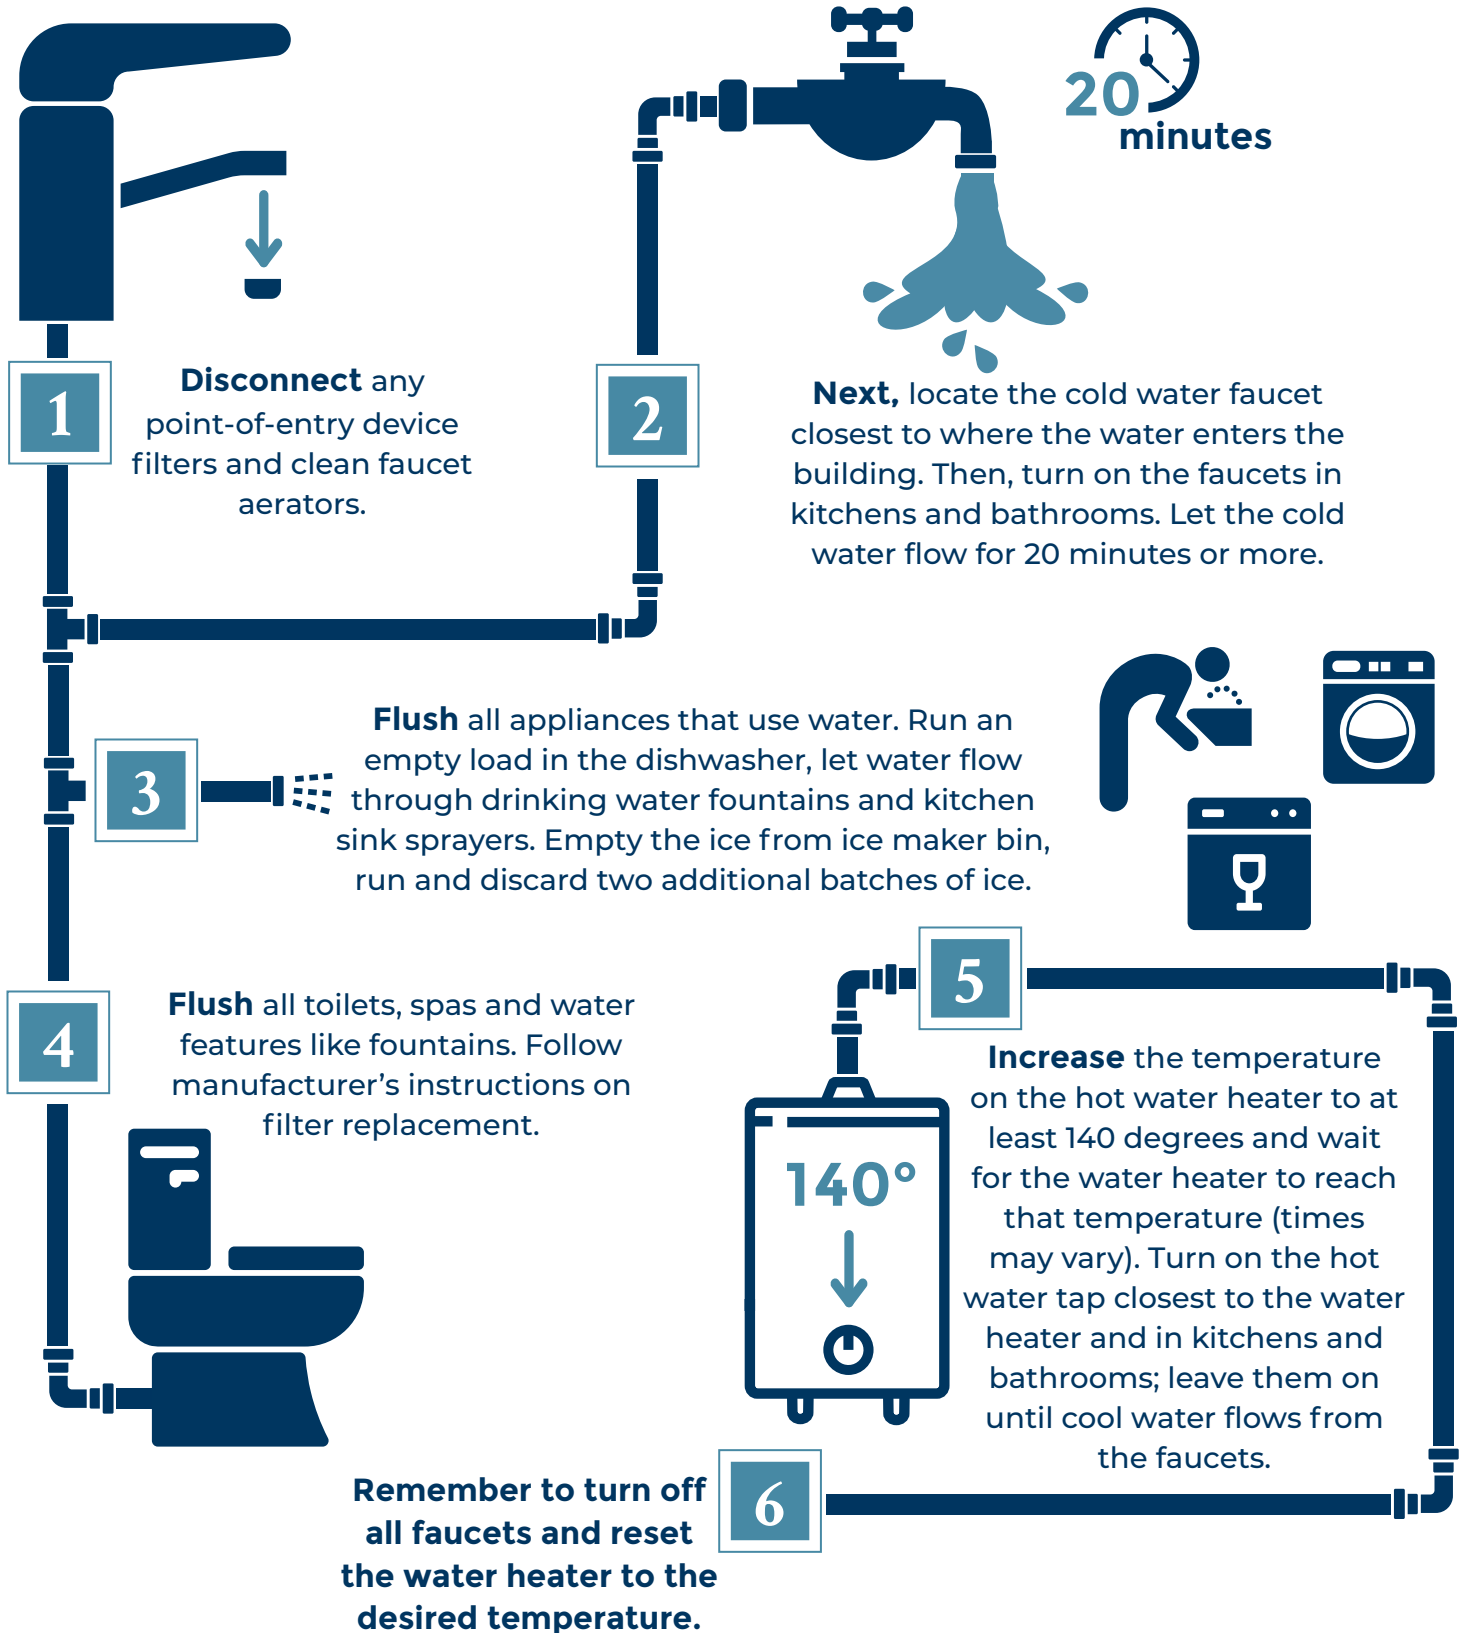 20
minutes
1
Disconnect any
point-of-entry device
filters and clean faucet
aerators.
2
Next, locate the cold water faucet
closest to where the water enters the
building. Then, turn on the faucets in
kitchens and bathrooms. Let the cold
water flow for 20 minutes or more.
3
Flush all appliances that use water. Run an
empty load in the dishwasher, let water flow
through drinking water fountains and kitchen
sink sprayers. Empty the ice from ice maker bin,
run and discard two additional batches of ice.
4
Flush all toilets, spas and water
features like fountains. Follow
manufacturer’s instructions on
filter replacement.
5
Increase the temperature
on the hot water heater to at
least 140 degrees and wait
for the water heater to reach
that temperature (times
may vary). Turn on the hot
water tap closest to the water
heater and in kitchens and
bathrooms; leave them on
until cool water flows from
the faucets.
140°
6
Remember to turn off
all faucets and reset
the water heater to the
desired temperature.